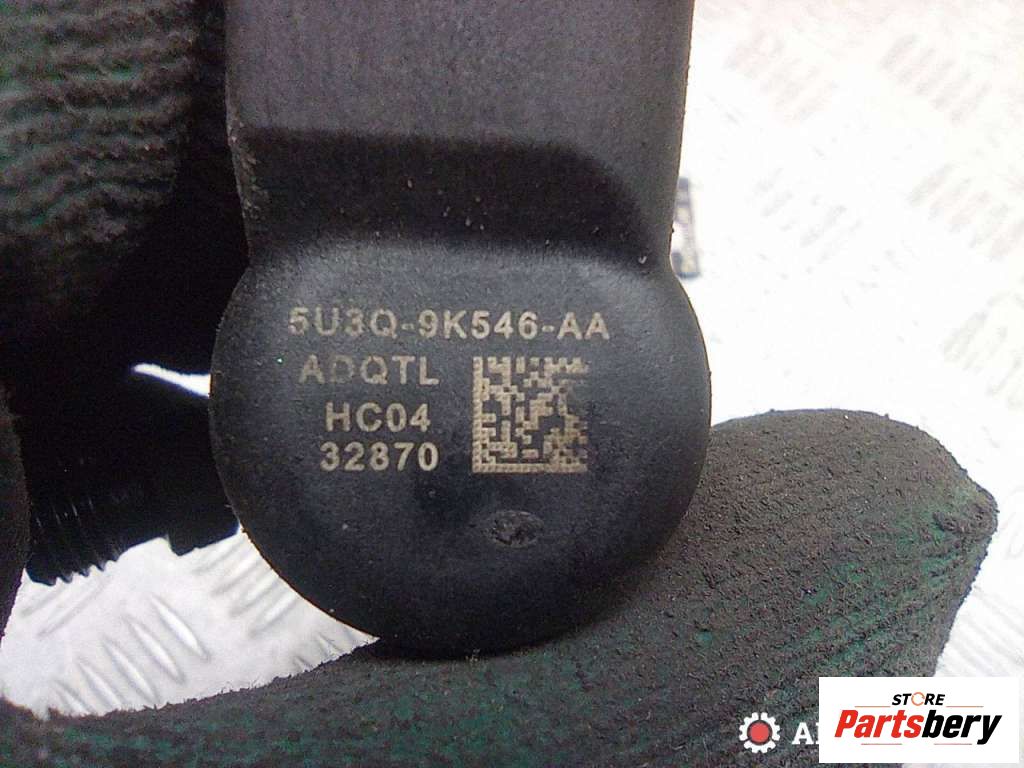 5U3Q-9K546-AA
ADQTL
HC04
32870
STORE
Partsbery